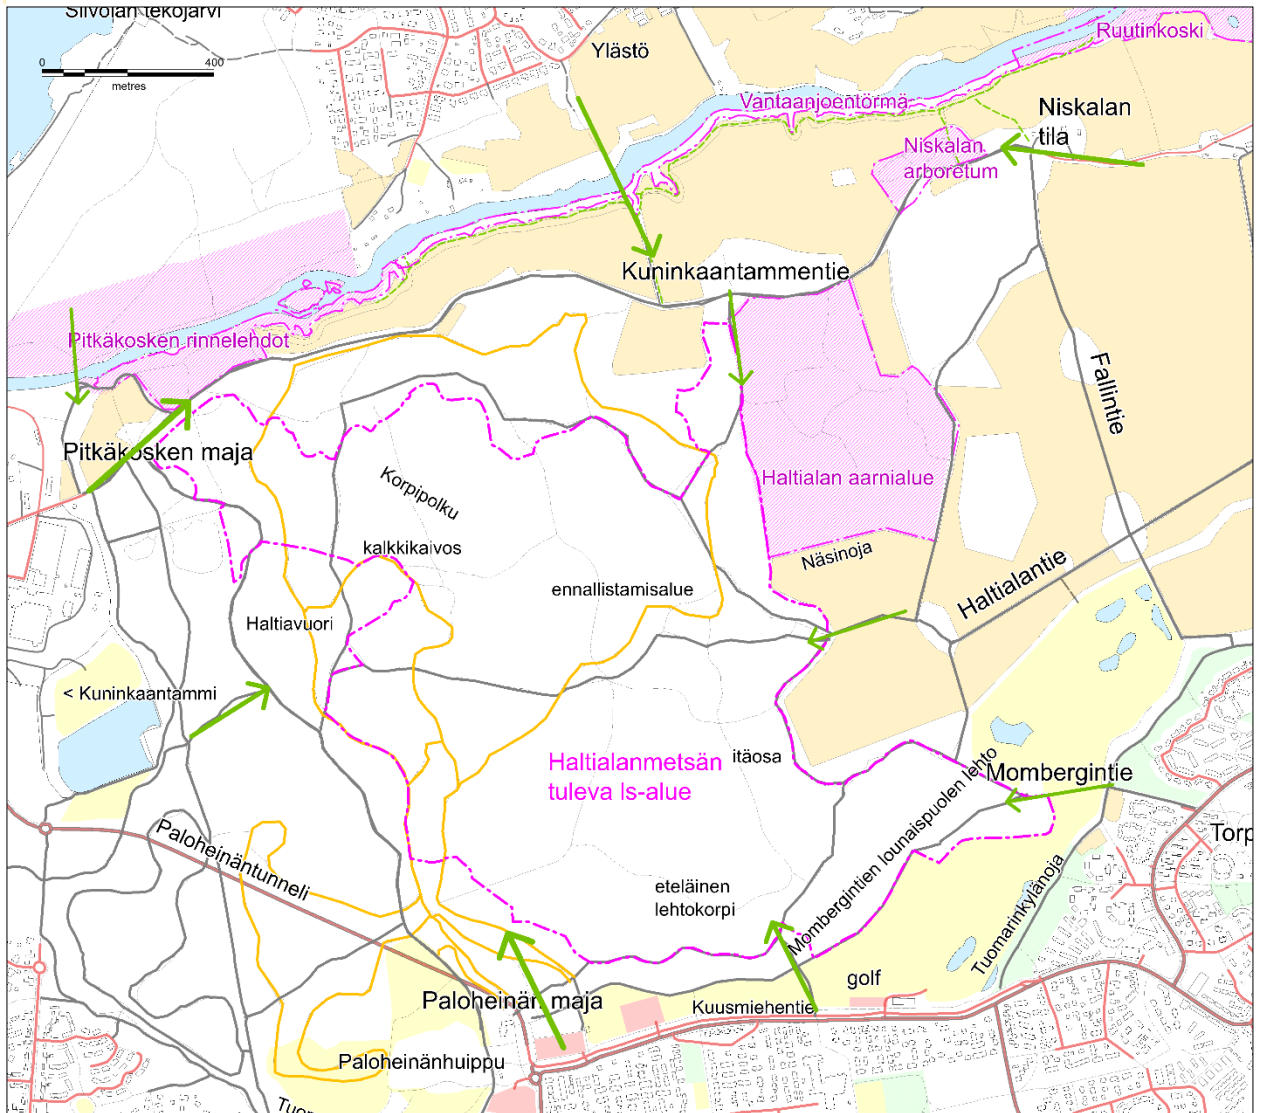 Silvolan tekojärvi
0
400
metres
Ylästö
Ruutinkoski
Vantaanjoentörmä
Niskalan
tila
Niskalan
arboretum
Kuninkaantammentie
Pitkäkosken rinnelehdot
Fallintie
Pitkäkosken maja
Korpipolku
Haltialan aarnialue
kalkkikaivos
Näsinoja
ennallistamisalue
Haltialantie
Haltiavuori
< Kuninkaantammi
Haltialanmetsän
tuleva ls-alue
itäosa
Mombergintie
Mombergintien lounaispuolen lehto
Paloheinäntunneli
Torp
eteläinen
lehtokorpi
Tuomarinkylänoja
golf
Paloheinän maja
Kuusmiehentie
Paloheinänhuippu
Tuor